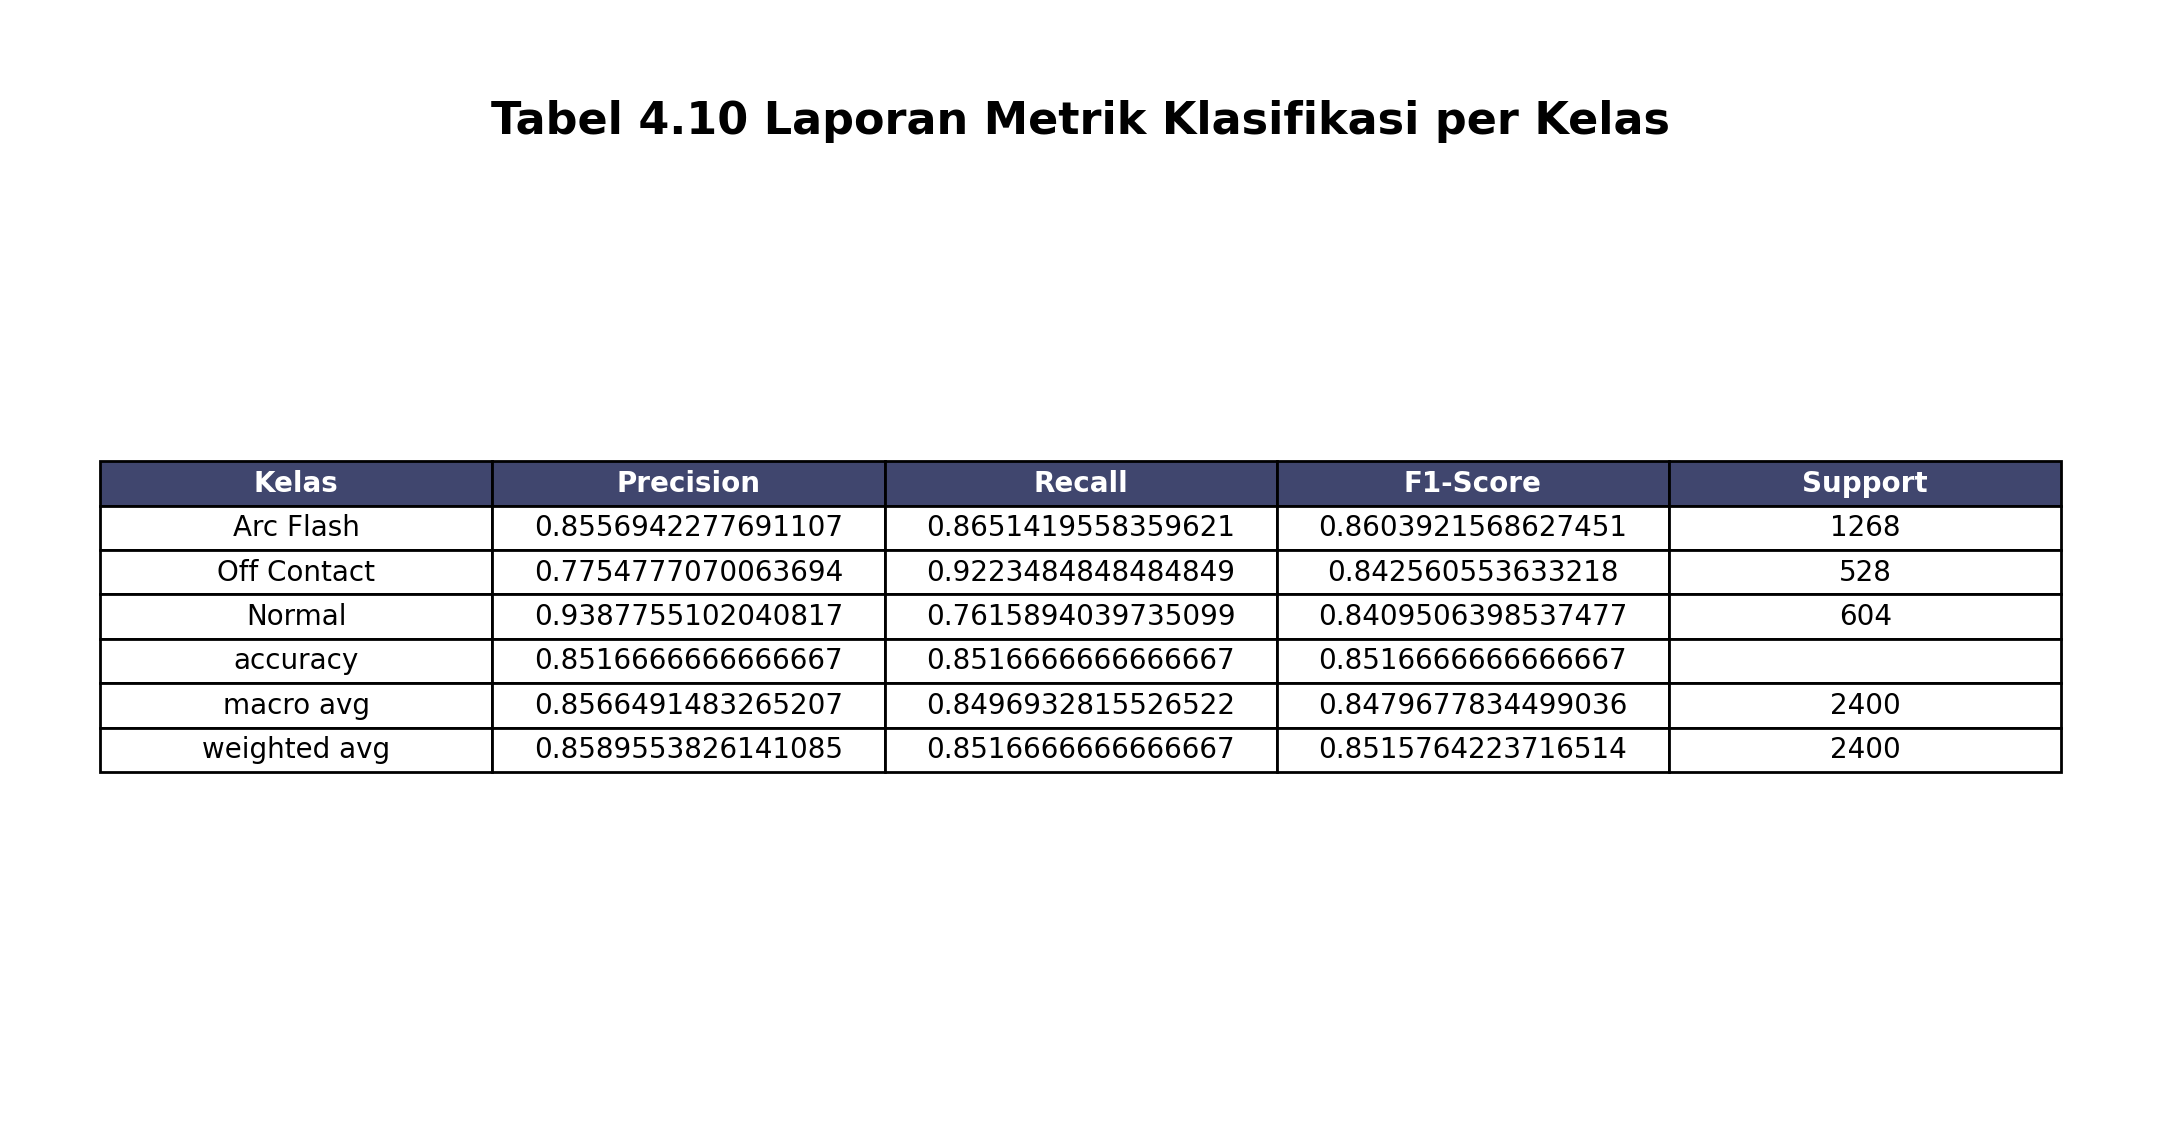 Tabel 4.10 Laporan Metrik Klasifikasi per Kelas
Kelas Precision Recall F1-Score Support
Arc Flash 0.8556942277691107 0.8651419558359621 0.8603921568627451 1268
Off Contact 0.7754777070063694 0.9223484848484849 0.842560553633218 528
Normal 0.9387755102040817 0.7615894039735099 0.8409506398537477 604
accuracy 0.8516666666666667 0.8516666666666667 0.8516666666666667
macro avg 0.8566491483265207 0.8496932815526522 0.8479677834499036 2400
weighted avg 0.8589553826141085 0.8516666666666667 0.8515764223716514 2400